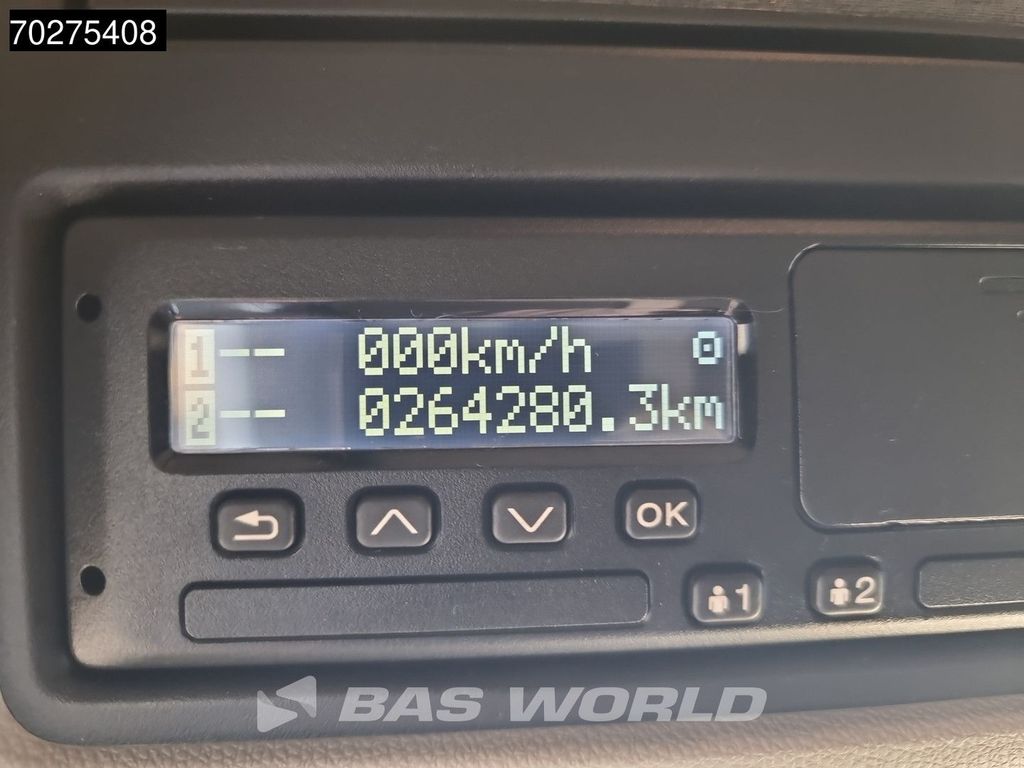 70275408
1-- 000km/h
2-- 0264280.3km
OK
1 2
BAS WORLD